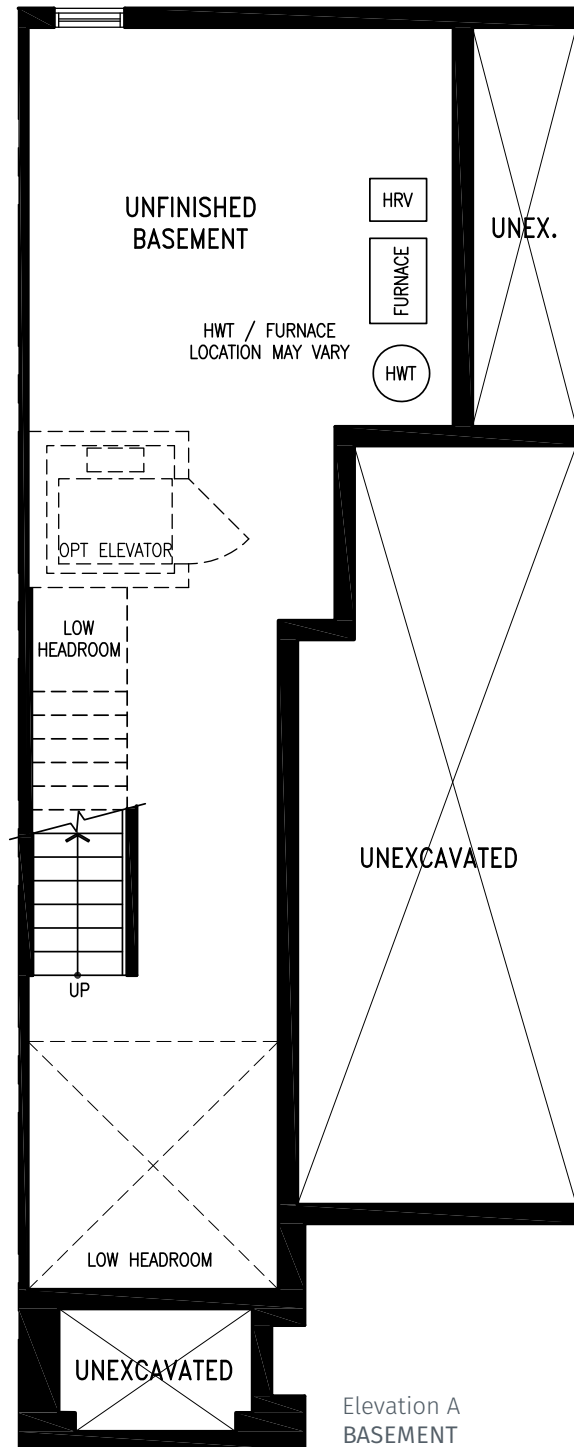 UNFINISHED
BASEMENT
HRV
UNEX.
FURNACE
HWT / FURNACE
LOCATION MAY VARY
HWT
OPT ELEVATOR
LOW
HEADROOM
UNEXCAVATED
UP
LOW HEADROOM
UNEXCAVATED
Elevation A
BASEMENT